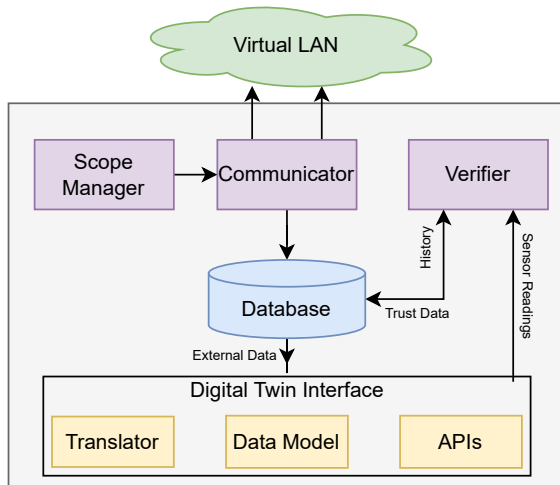 Virtual LAN
Scope
Manager
Communicator
Verifier
History
Sensor Readings
Database
Trust Data
External Data
Digital Twin Interface
Translator
Data Model
APIs